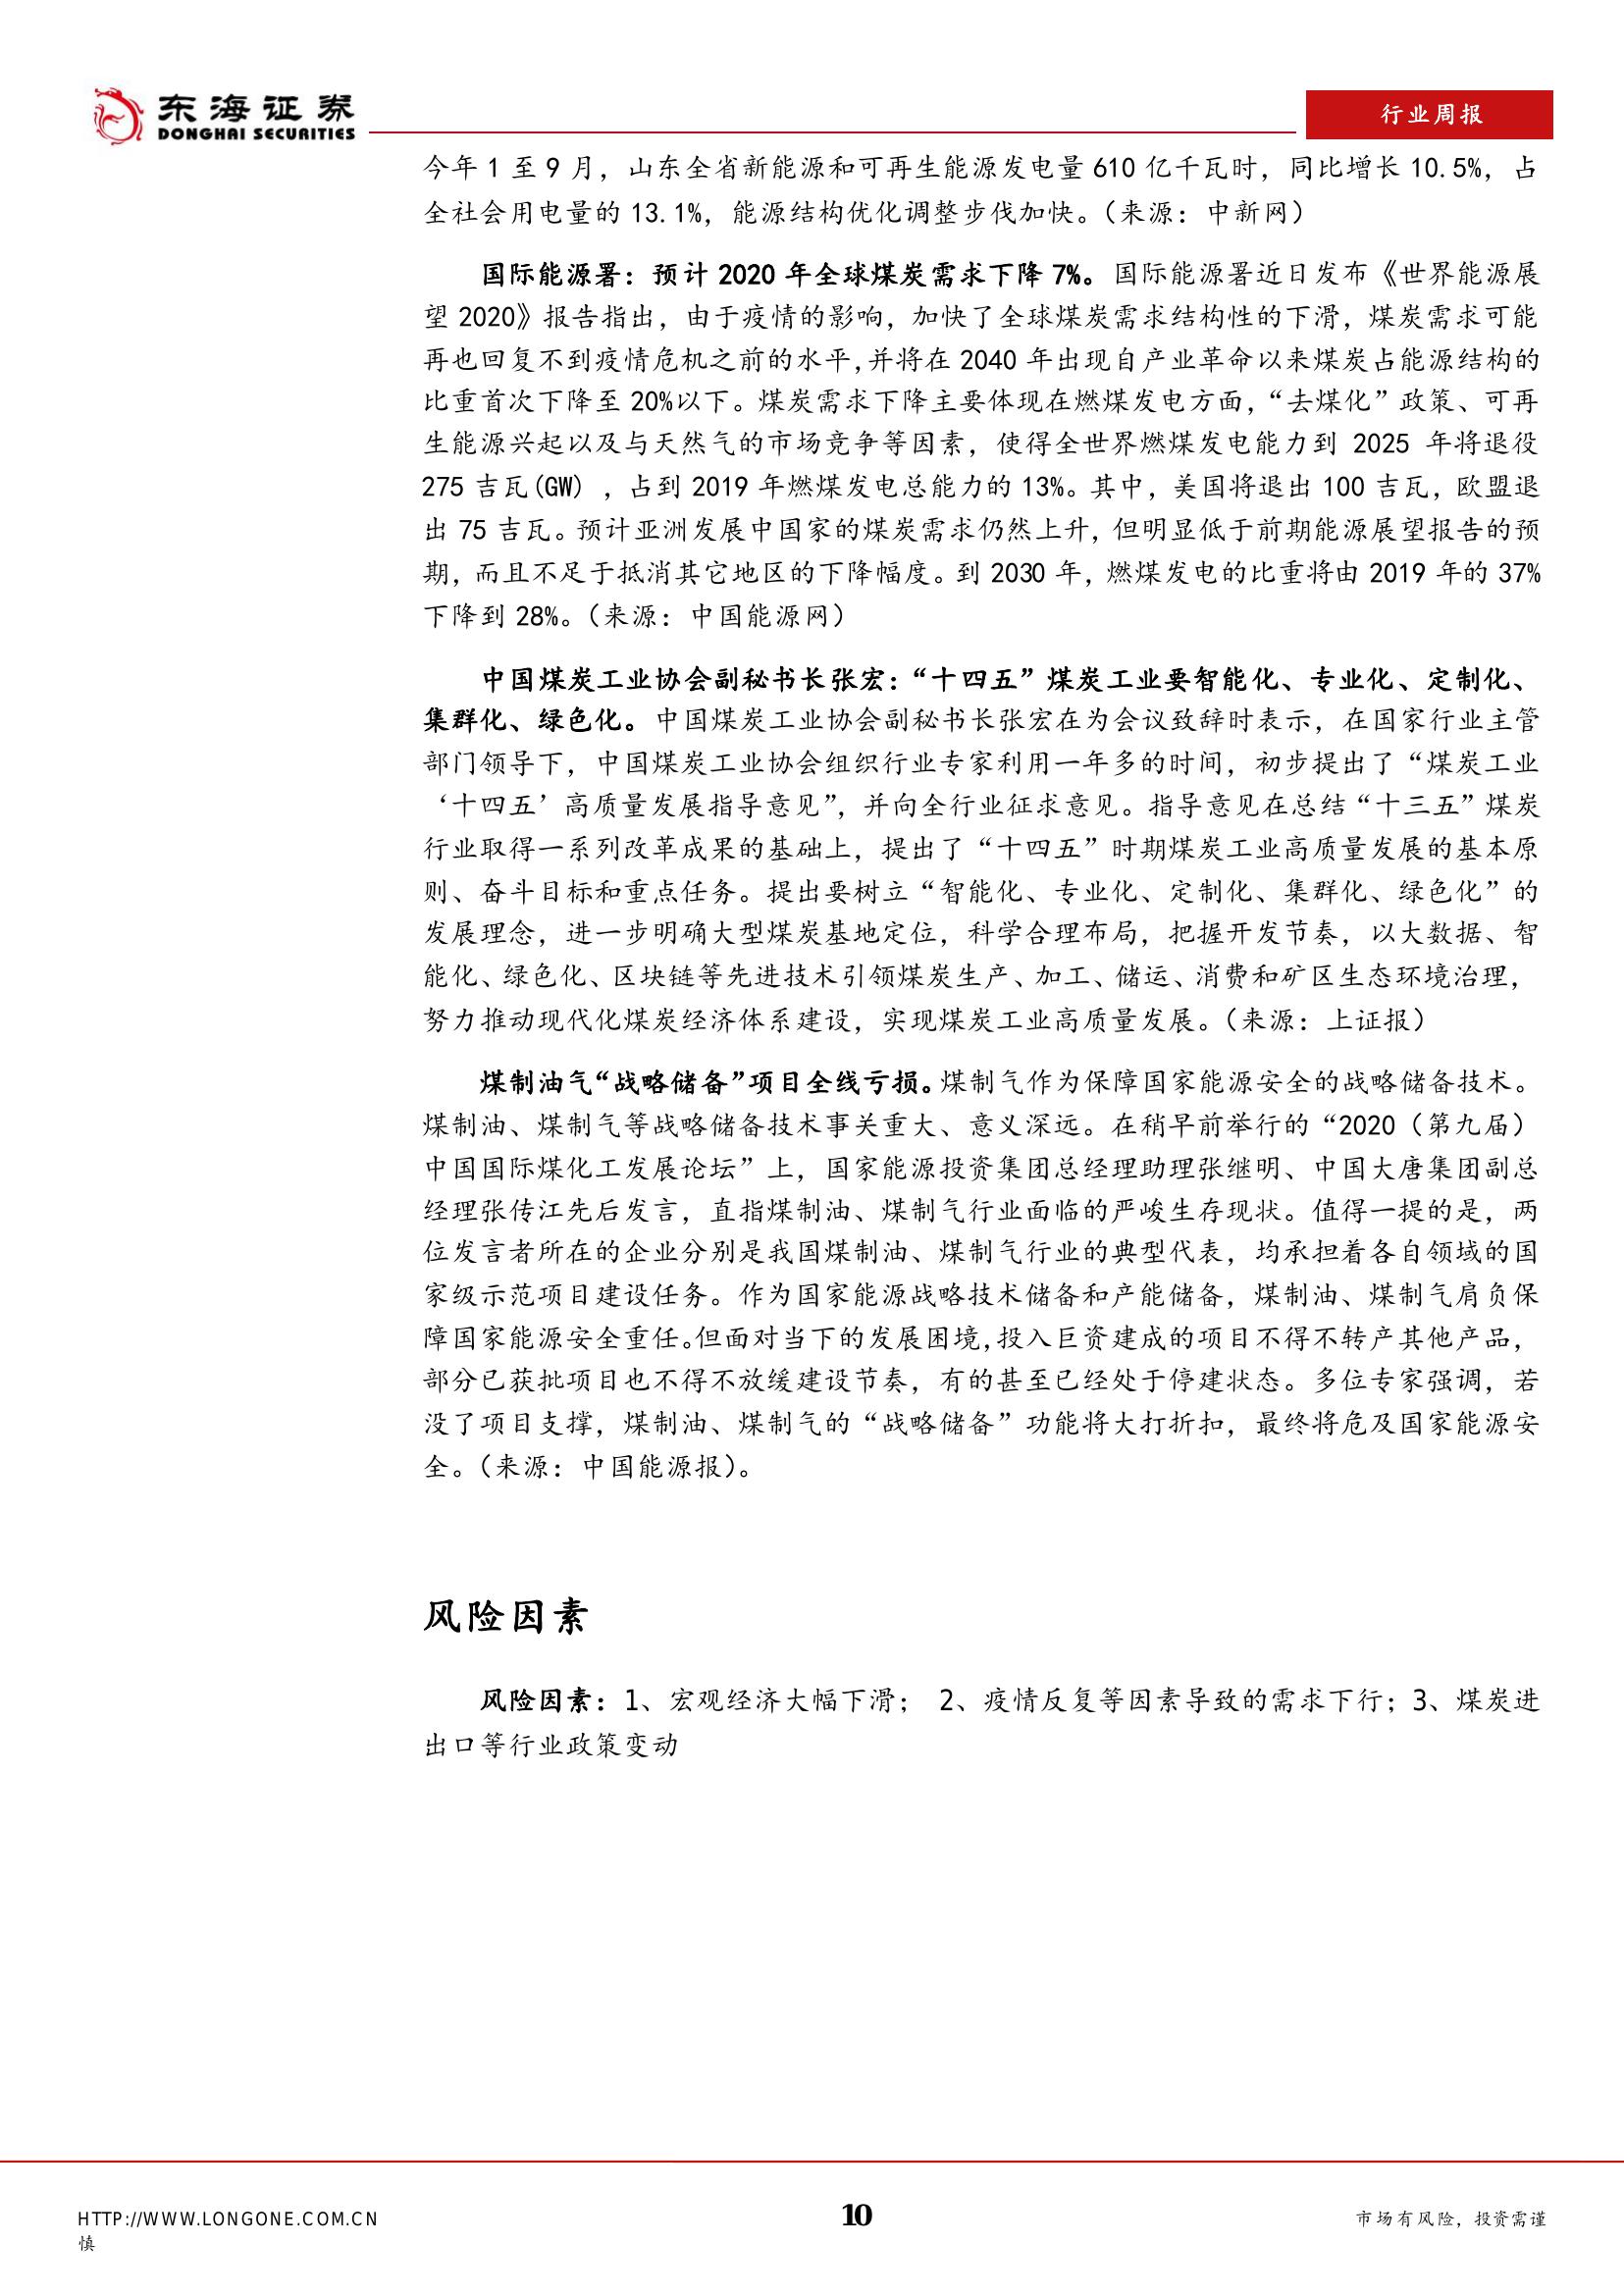 东海证券
DONGHAI SECURITIES
行业周报
今年 1 至 9 月，山东全省新能源和可再生能源发电量 610 亿千瓦时，同比增长 10.5%，占
全社会用电量的 13.1%，能源结构优化调整步伐加快。（来源：中新网）
国际能源署：预计 2020 年全球煤炭需求下降 7%。国际能源署近日发布《世界能源展
望 2020》报告指出，由于疫情的影响，加快了全球煤炭需求结构性的下滑，煤炭需求可能
再也回复不到疫情危机之前的水平，并将在 2040 年出现自产业革命以来煤炭占能源结构的
比重首次下降至 20%以下。煤炭需求下降主要体现在燃煤发电方面，“去煤化”政策、可再
生能源兴起以及与天然气的市场竞争等因素，使得全世界燃煤发电能力到 2025 年将退役
275 吉瓦(GW) ，占到 2019 年燃煤发电总能力的 13%。其中，美国将退出 100 吉瓦，欧盟退
出 75 吉瓦。预计亚洲发展中国家的煤炭需求仍然上升，但明显低于前期能源展望报告的预
期，而且不足于抵消其它地区的下降幅度。到 2030 年，燃煤发电的比重将由 2019 年的 37%
下降到 28%。（来源：中国能源网）
中国煤炭工业协会副秘书长张宏：“十四五”煤炭工业要智能化、专业化、定制化、
集群化、绿色化。中国煤炭工业协会副秘书长张宏在为会议致辞时表示，在国家行业主管
部门领导下，中国煤炭工业协会组织行业专家利用一年多的时间，初步提出了“煤炭工业
‘十四五’高质量发展指导意见”，并向全行业征求意见。指导意见在总结“十三五”煤炭
行业取得一系列改革成果的基础上，提出了“十四五”时期煤炭工业高质量发展的基本原
则、奋斗目标和重点任务。提出要树立“智能化、专业化、定制化、集群化、绿色化”的
发展理念，进一步明确大型煤炭基地定位，科学合理布局，把握开发节奏，以大数据、智
能化、绿色化、区块链等先进技术引领煤炭生产、加工、储运、消费和矿区生态环境治理，
努力推动现代化煤炭经济体系建设，实现煤炭工业高质量发展。（来源：上证报）
煤制油气“战略储备”项目全线亏损。煤制气作为保障国家能源安全的战略储备技术。
煤制油、煤制气等战略储备技术事关重大、意义深远。在稍早前举行的“2020（第九届）
中国国际煤化工发展论坛”上，国家能源投资集团总经理助理张继明、中国大唐集团副总
经理张传江先后发言，直指煤制油、煤制气行业面临的严峻生存现状。值得一提的是，两
位发言者所在的企业分别是我国煤制油、煤制气行业的典型代表，均承担着各自领域的国
家级示范项目建设任务。作为国家能源战略技术储备和产能储备，煤制油、煤制气肩负保
障国家能源安全重任。但面对当下的发展困境，投入巨资建成的项目不得不转产其他产品，
部分已获批项目也不得不放缓建设节奏，有的甚至已经处于停建状态。多位专家强调，若
没了项目支撑，煤制油、煤制气的“战略储备”功能将大打折扣，最终将危及国家能源安
全。（来源：中国能源报）。
风险因素
风险因素：1、宏观经济大幅下滑； 2、疫情反复等因素导致的需求下行；3、煤炭进
出口等行业政策变动
HTTP://WWW.LONGONE.COM.CN
10
市场有风险，投资需谨
慎